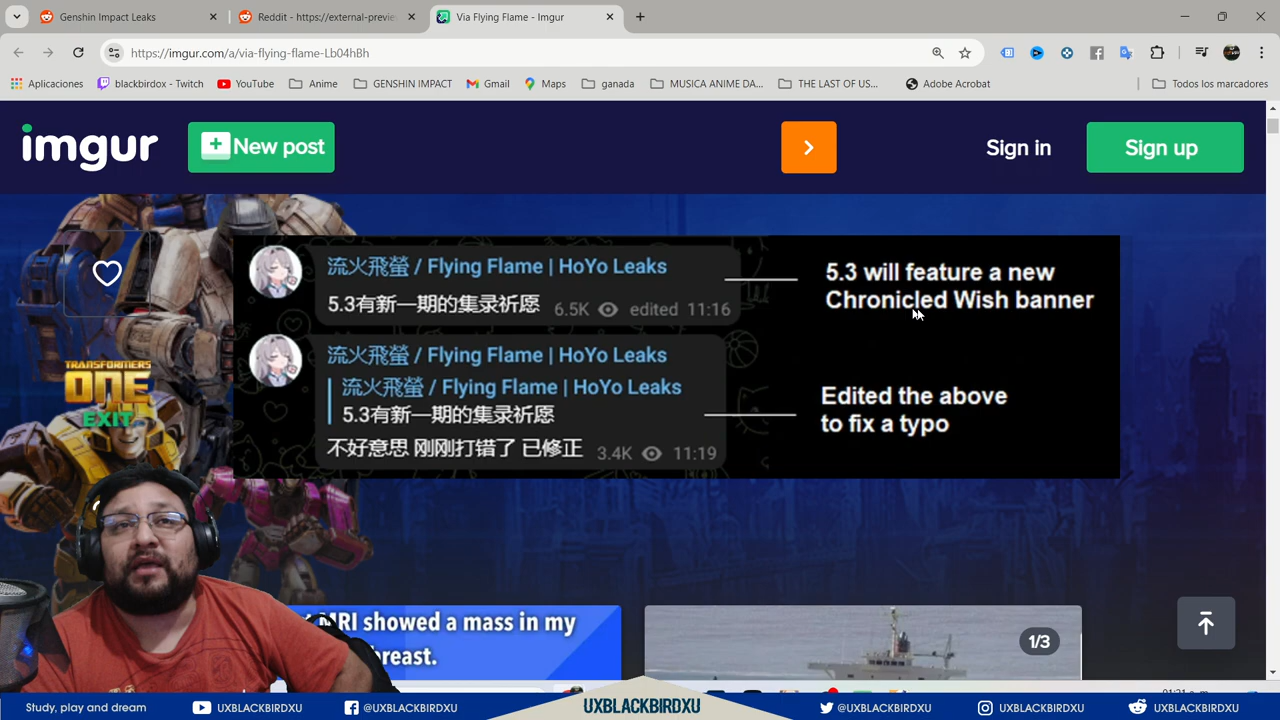 Genshin Impact Leaks
Reddit - https://external-previe
Via Flying Flame - Imgur
https://imgur.com/a/via-flying-flame-Lb04hBh
Aplicaciones
blackbirdox - Twitch
YouTube
Anime
GENSHIN IMPACT
Gmail
Maps
ganada
MUSICA ANIME DA...
THE LAST OF US...
Adobe Acrobat
Todos los marcadores
imgur
New post
Sign in
Sign up
流火飛螢 / Flying Flame | HoYo Leaks
5.3有新一期的集录祈愿 6.5K edited 11:16
5.3 will feature a new
Chronicled Wish banner
流火飛螢 / Flying Flame | HoYo Leaks
流火飛螢 / Flying Flame | HoYo Leaks
5.3有新一期的集录祈愿
不好意思 刚刚打错了 已修正 3.4K 11:19
Edited the above
to fix a typo
TRANSFORMERS
ONE
EXIT
MRI showed a mass in my
breast.
1/3
Study, play and dream
UXBLACKBIRDXU
@UXBLACKBIRDXU
UXBLACKBIRDXU
@UXBLACKBIRDXU
UXBLACKBIRDXU
UXBLACKBIRDXU